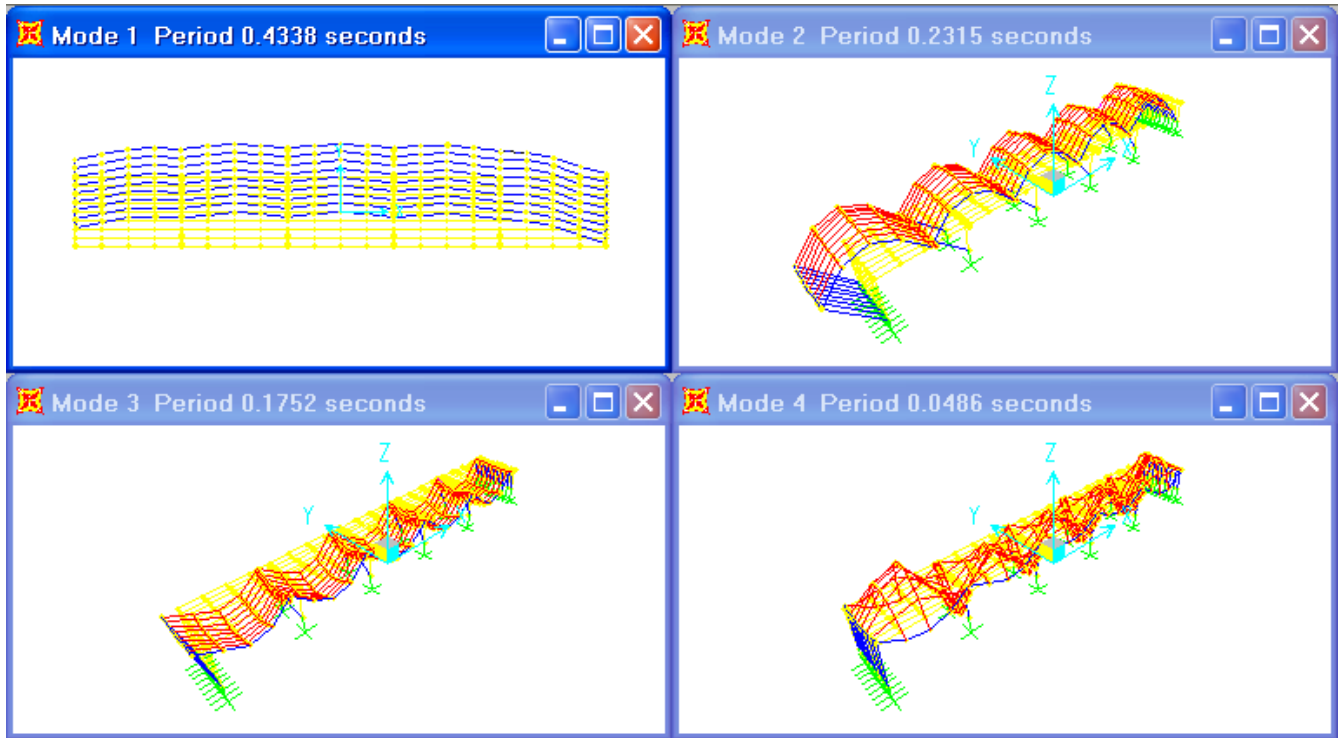 Mode 1 Period 0.4338 seconds
Mode 2 Period 0.2315 seconds
Z
Y
X
Mode 3 Period 0.1752 seconds
Z
Y
Mode 4 Period 0.0486 seconds
Z
Y